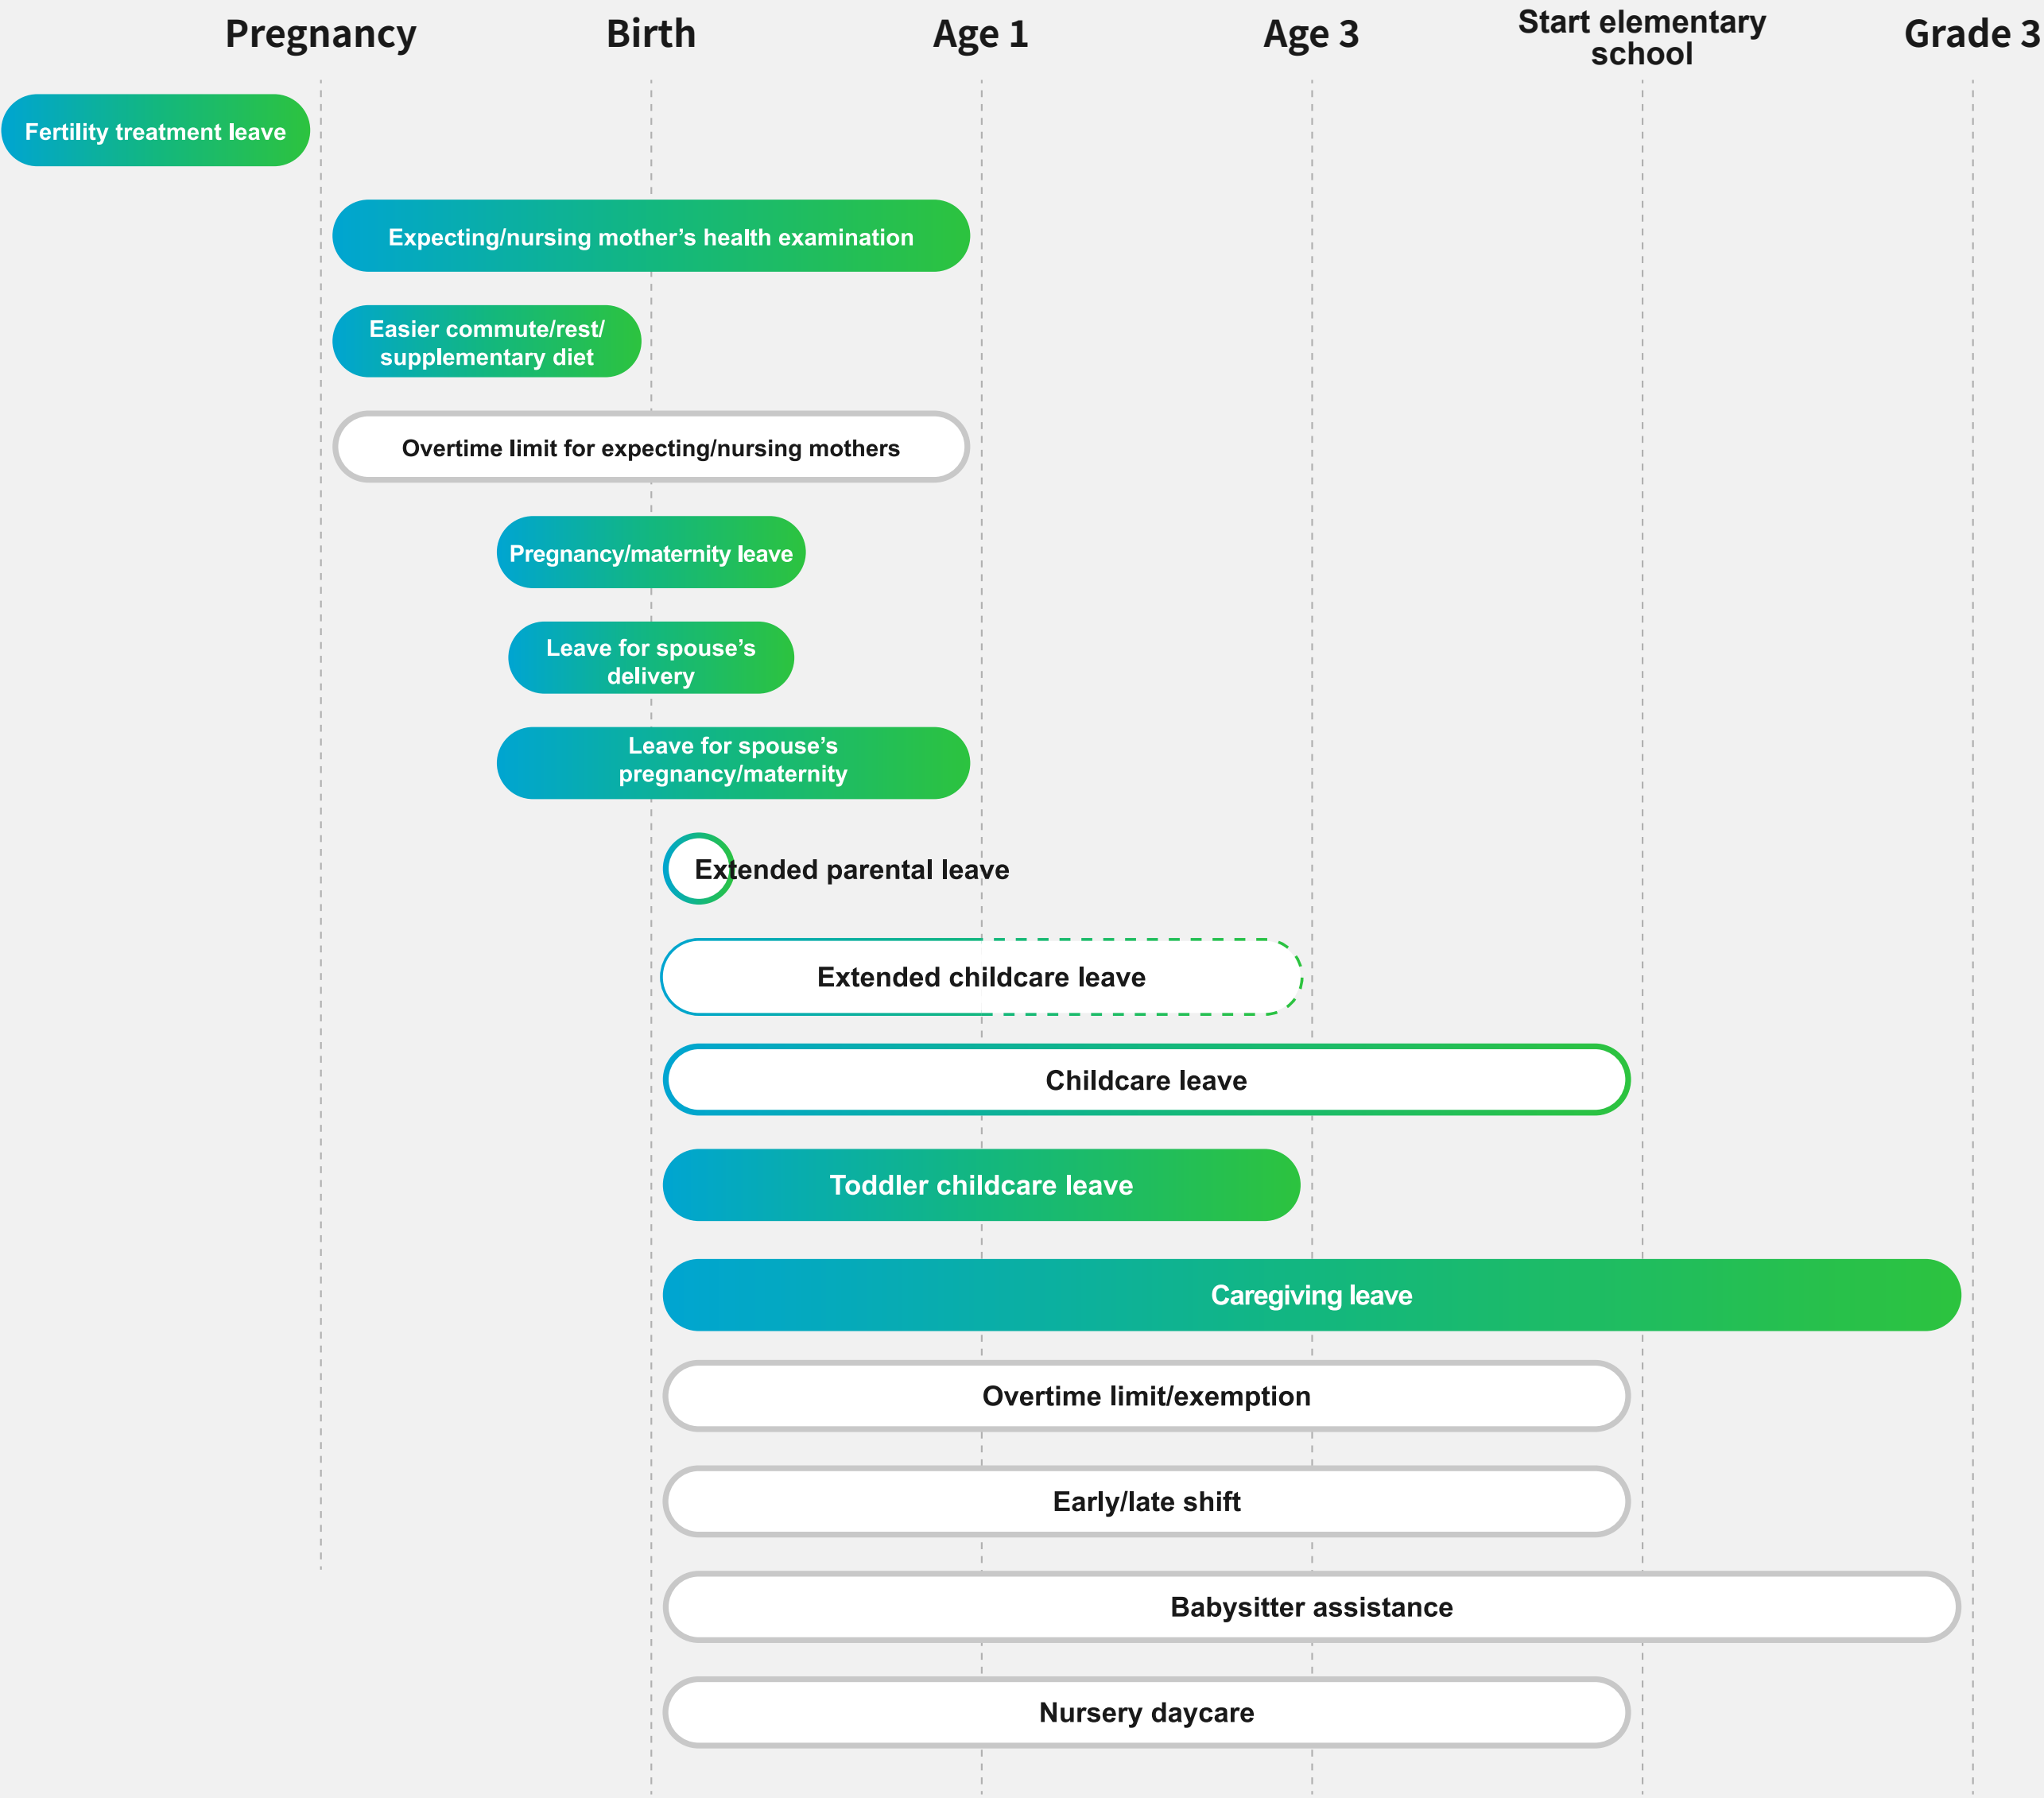 Pregnancy
Birth
Age 1
Age 3
Start elementary
school
Grade 3
Fertility treatment leave
Expecting/nursing mother’s health examination
Easier commute/rest/
supplementary diet
Overtime limit for expecting/nursing mothers
Pregnancy/maternity leave
Leave for spouse’s
delivery
Leave for spouse’s
pregnancy/maternity
Extended parental leave
Extended childcare leave
Childcare leave
Toddler childcare leave
Caregiving leave
Overtime limit/exemption
Early/late shift
Babysitter assistance
Nursery daycare